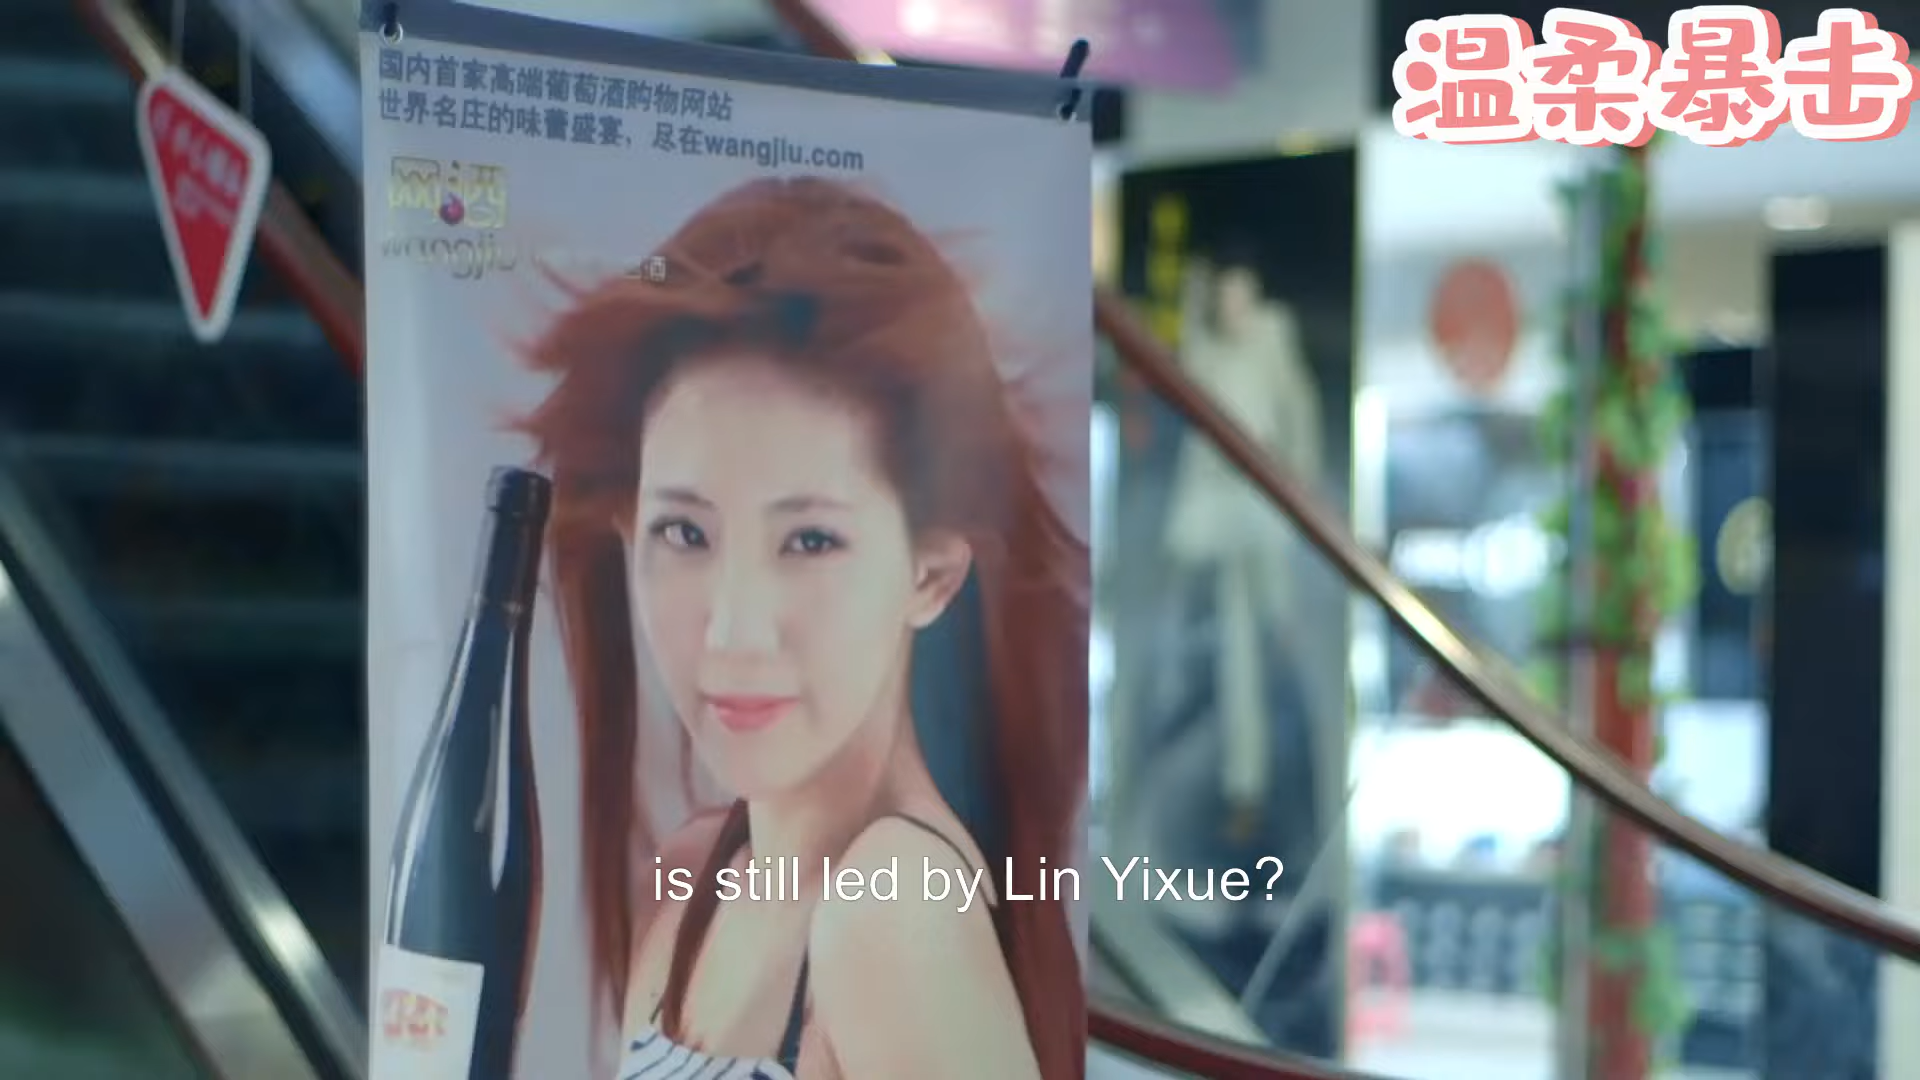 温柔暴击
国内首家高端葡萄酒购物网站
世界名庄的味蕾盛宴，尽在wangjiu.com
网酒
wangjiu
is still led by Lin Yixue?